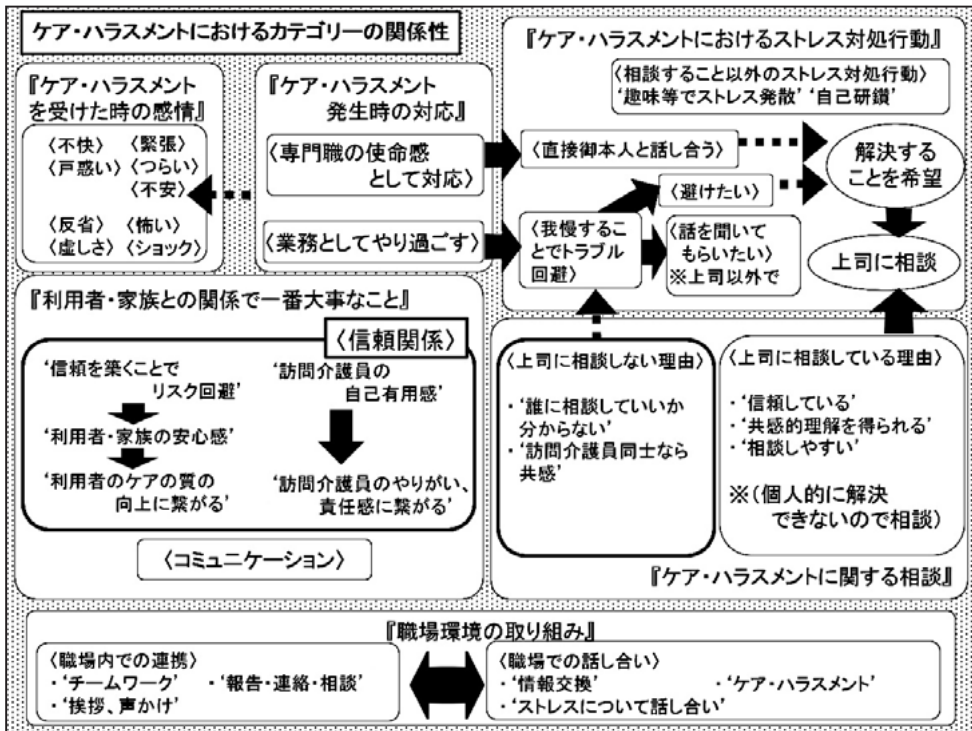 ケア・ハラスメントにおけるカテゴリーの関係性
『ケア・ハラスメント
を受けた時の感情』
〈不快〉 〈緊張〉
〈戸惑い〉 〈つらい〉
〈不安〉
〈反省〉 〈怖い〉
〈虚しさ〉 〈ショック〉
『ケア・ハラスメント
発生時の対応』
〈専門職の使命感
として対応〉
〈業務としてやり過ごす〉
『ケア・ハラスメントにおけるストレス対処行動』
〈相談すること以外のストレス対処行動〉
‘趣味等でストレス発散’ ‘自己研鑽’
〈直接御本人と話し合う〉
〈避けたい〉
〈我慢するこ
とでトラブル
回避〉
〈話を聞いて
もらいたい〉
※上司以外で
解決する
ことを希望
上司に相談
『利用者・家族との関係で一番大事なこと』
〈信頼関係〉
‘信頼を築くことで
リスク回避’
‘利用者・家族の安心感’
‘利用者のケアの質の
向上に繋がる’
‘訪問介護員の
自己有用感’
‘訪問介護員のやりがい、
責任感に繋がる’
〈コミュニケーション〉
〈上司に相談しない理由〉
・‘誰に相談していいか
分からない’
・‘訪問介護員同士なら
共感’
〈上司に相談している理由〉
・‘信頼している’
・‘共感的理解を得られる’
・‘相談しやすい’
※(個人的に解決
できないので相談)
『ケア・ハラスメントに関する相談』
『職場環境の取り組み』
〈職場内での連携〉
・‘チームワーク’ ・‘報告・連絡・相談’
・‘挨拶、声かけ’
〈職場での話し合い〉
・‘情報交換’ ・‘ケア・ハラスメント’
・‘ストレスについて話し合い’